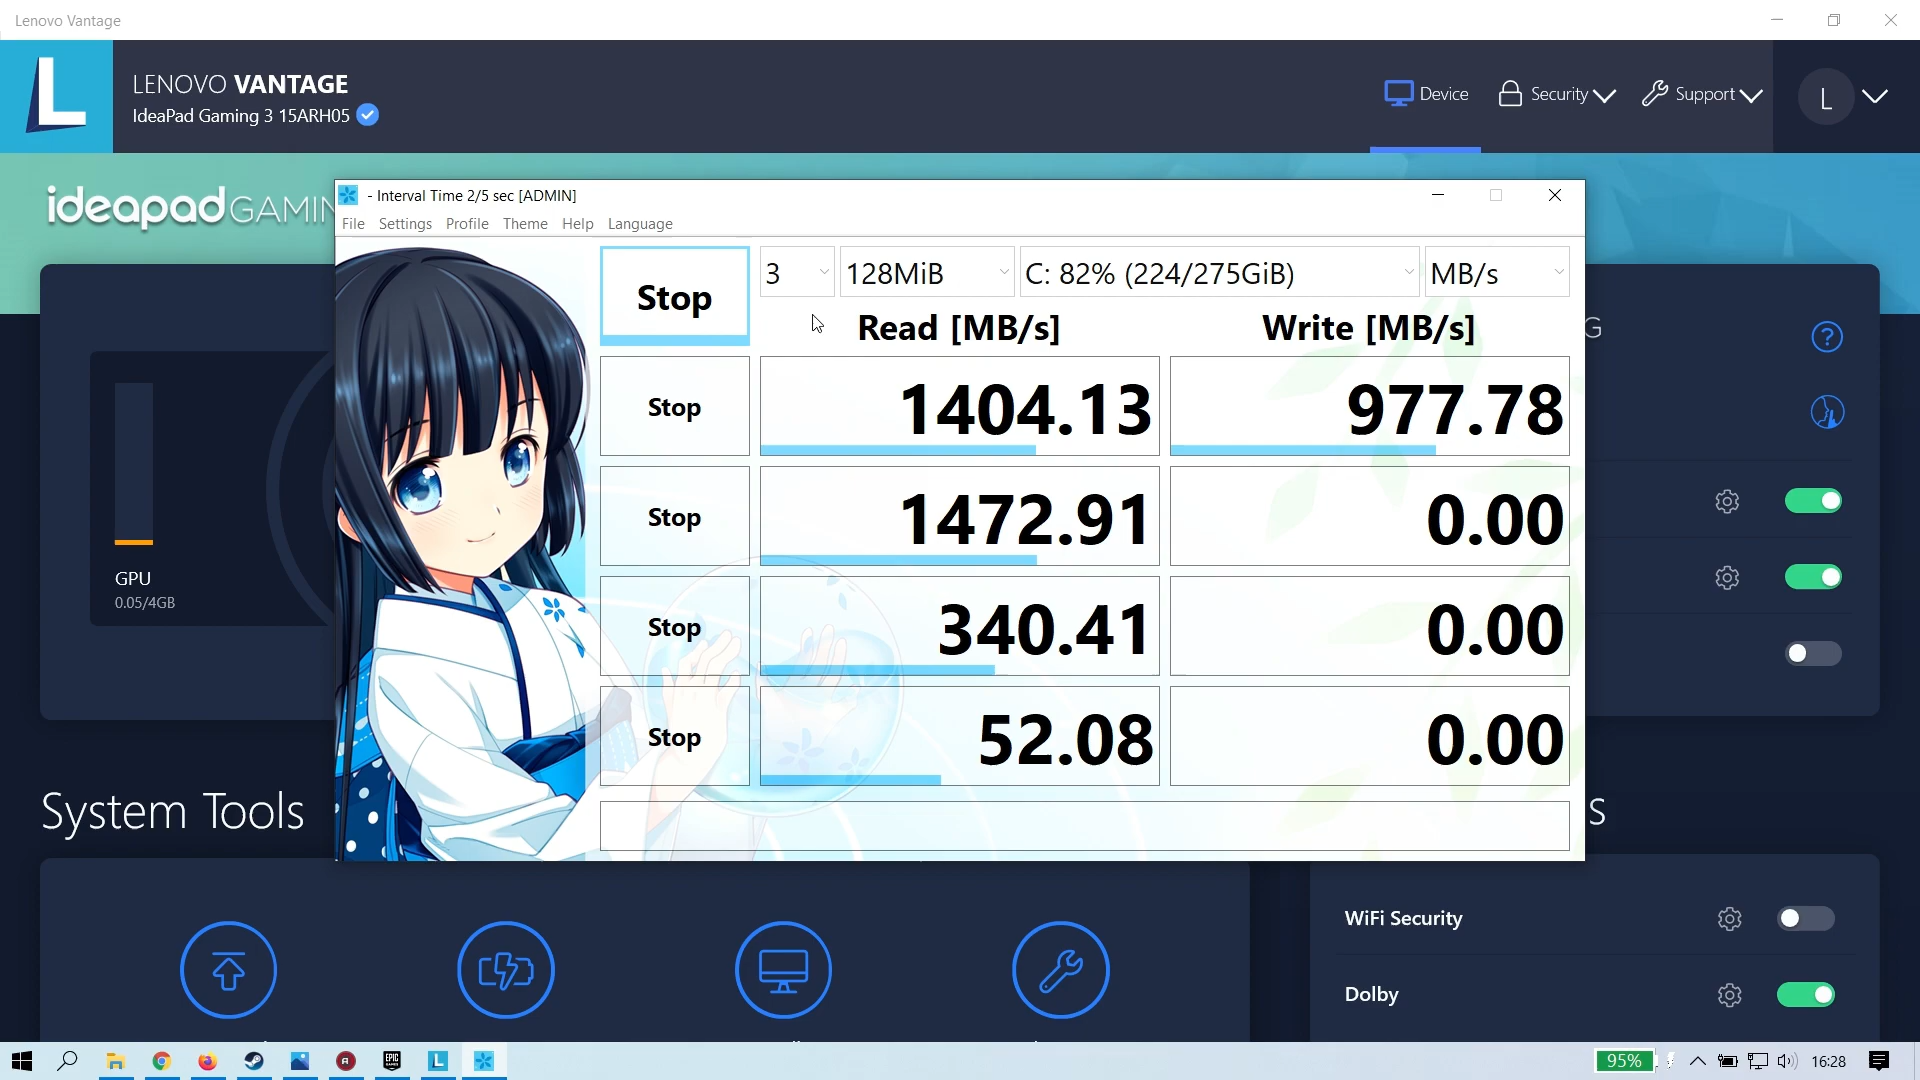 Lenovo Vantage
LENOVO VANTAGE
IdeaPad Gaming 3 15ARH05
Device
Security
Support
L
ideapad GAMIN
- Interval Time 2/5 sec [ADMIN]
File Settings Profile Theme Help Language
Stop
3
128MiB
C: 82% (224/275GiB)
MB/s
Read [MB/s]
Write [MB/s]
G
Stop
1404.13
977.78
Stop
1472.91
0.00
Stop
340.41
0.00
Stop
52.08
0.00
GPU
0.05/4GB
System Tools
s
WiFi Security
Dolby
EPIC
GAMES
L
95%
16:28